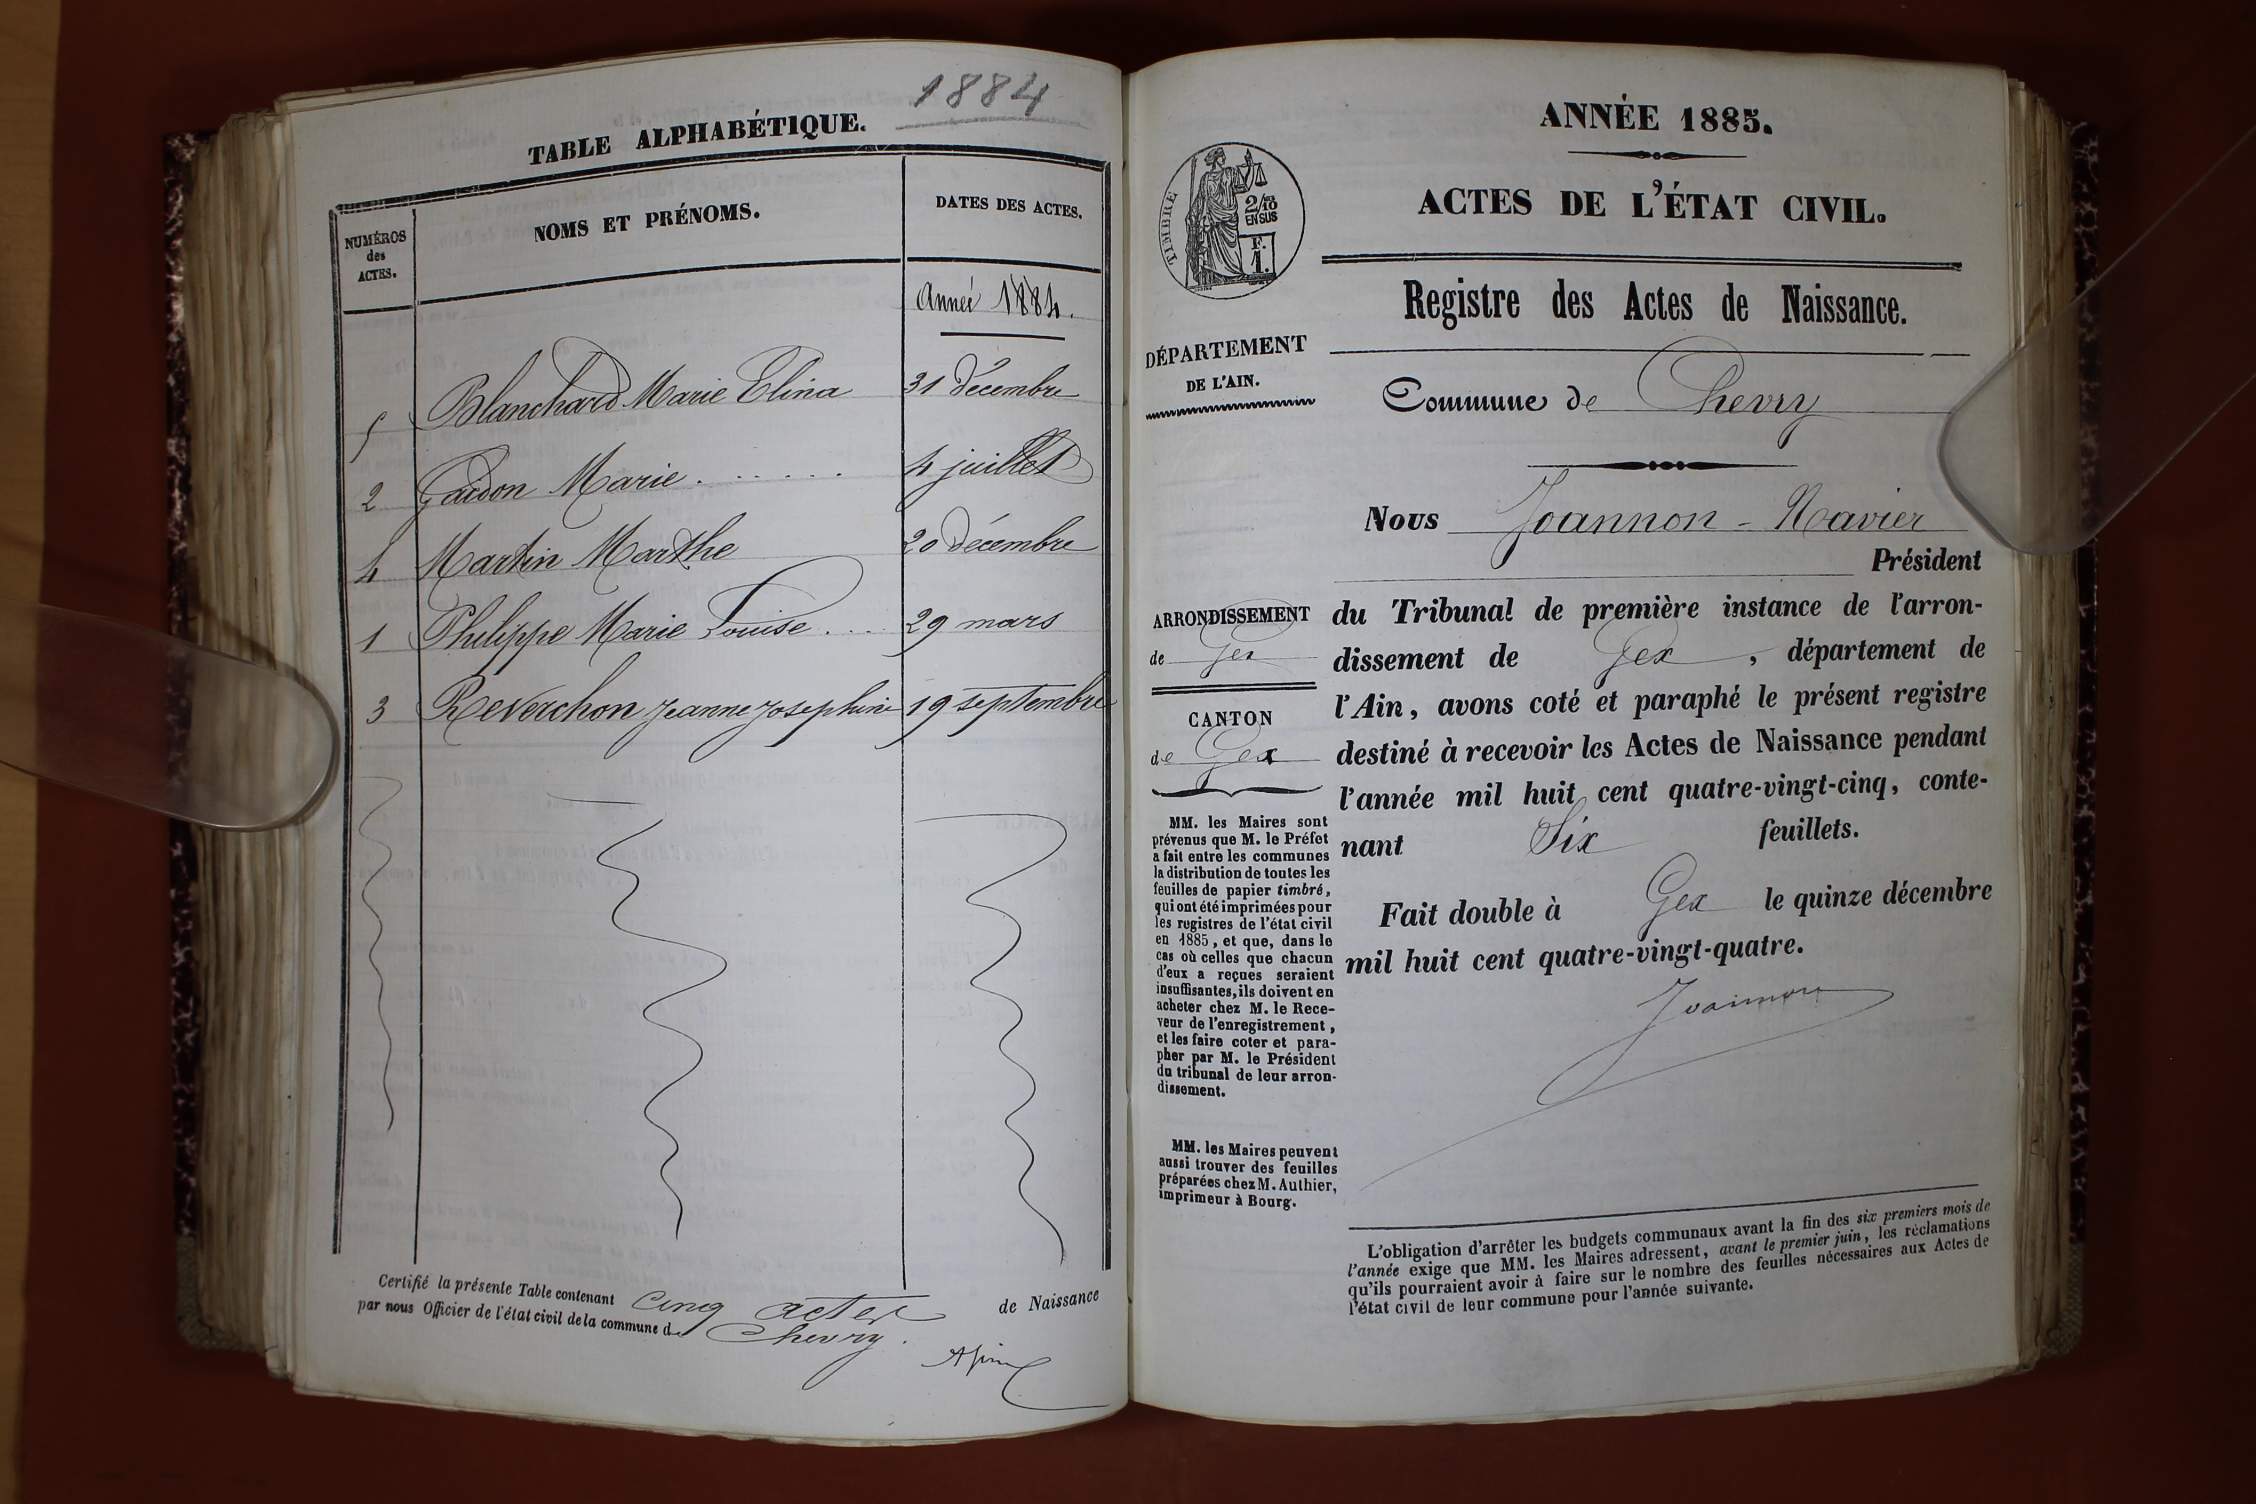 1884
TABLE ALPHABÉTIQUE.
NUMÉROS
des
ACTES.
NOMS ET PRÉNOMS.
DATES DES ACTES.
Année 1884.
5 Blanchard Marie Elina 31 décembre
2 Gardon Marie . . . . . . 4 juillet
4 Martin Marthe 20 décembre
1 Philippe Marie Louise . . . 29 mars
3 Reverchon Jeanne Josephine 19 septembre
Certifié la présente Table contenant cinq actes de Naissance
par nous Officier de l'état civil de la commune de Chevry.
ANNÉE 1885.
ACTES DE L'ÉTAT CIVIL.
TIMBRE
2/10
EN SUS
F.
1.
Registre des Actes de Naissance.
DÉPARTEMENT
DE L'AIN.
Commune de Chevry
Nous Joannon - Xavier
Président
ARRONDISSEMENT
de Gex
CANTON
de Gex
du Tribunal de première instance de l'arron-
dissement de Gex, département de
l'Ain, avons coté et paraphé le présent registre
destiné à recevoir les Actes de Naissance pendant
l'année mil huit cent quatre-vingt-cinq, conte-
nant Six feuillets.
Fait double à Gex le quinze décembre
mil huit cent quatre-vingt-quatre.
Joannon
MM. les Maires sont
prévenus que M. le Préfet
a fait entre les communes
la distribution de toutes les
feuilles de papier timbré,
qui ont été imprimées pour
les registres de l'état civil
en 1885, et que, dans le
cas où celles que chacun
d'eux a reçues seraient
insuffisantes, ils doivent en
acheter chez M. le Rece-
veur de l'enregistrement,
et les faire coter et para-
pher par M. le Président
du tribunal de leur arron-
dissement.
MM. les Maires peuvent
aussi trouver des feuilles
préparées chez M. Authier,
imprimeur à Bourg.
L'obligation d'arrêter les budgets communaux avant la fin des six premiers mois de
l'année exige que MM. les Maires adressent, avant le premier juin, les réclamations
qu'ils pourraient avoir à faire sur le nombre des feuilles nécessaires aux Actes de
l'état civil de leur commune pour l'année suivante.